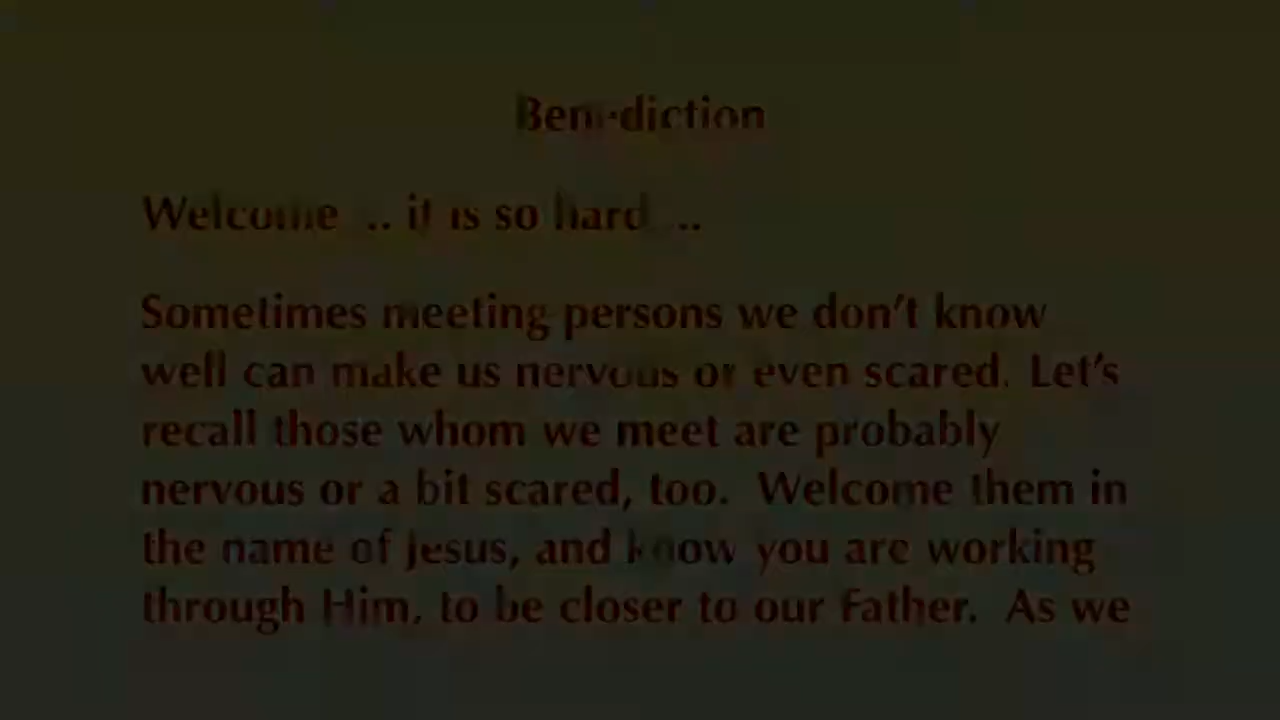 Benediction
Welcome ... it is so hard ...
Sometimes meeting persons we don't know
well can make us nervous or even scared. Let's
recall those whom we meet are probably
nervous or a bit scared, too. Welcome them in
the name of Jesus, and know you are working
through Him, to be closer to our Father. As we